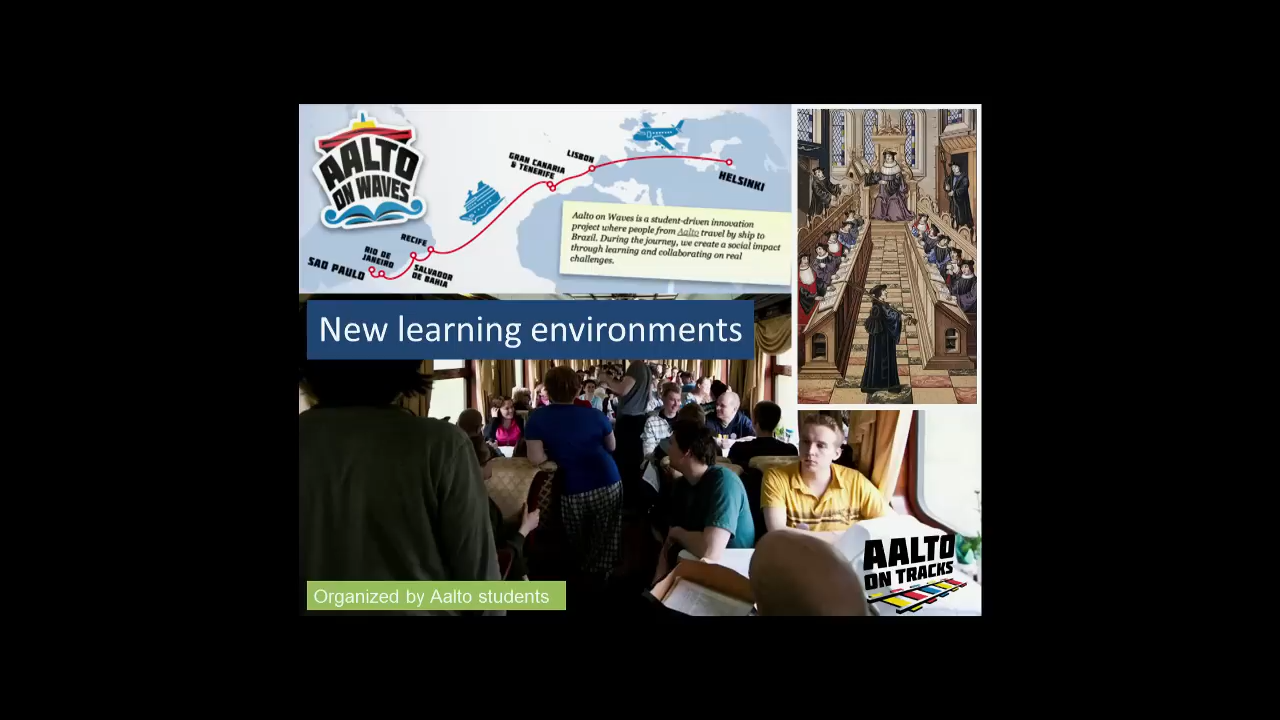 AALTO
ON WAVES
GRAN CANARIA
& TENERIFE
LISBON
HELSINKI
RECIFE
RIO DE
JANEIRO
SAO PAULO
SALVADOR
DE BAHIA
Aalto on Waves is a student-driven innovation
project where people from Aalto travel by ship to
Brazil. During the journey, we create a social impact
through learning and collaborating on real
challenges.
New learning environments
Organized by Aalto students
AALTO
ON TRACKS